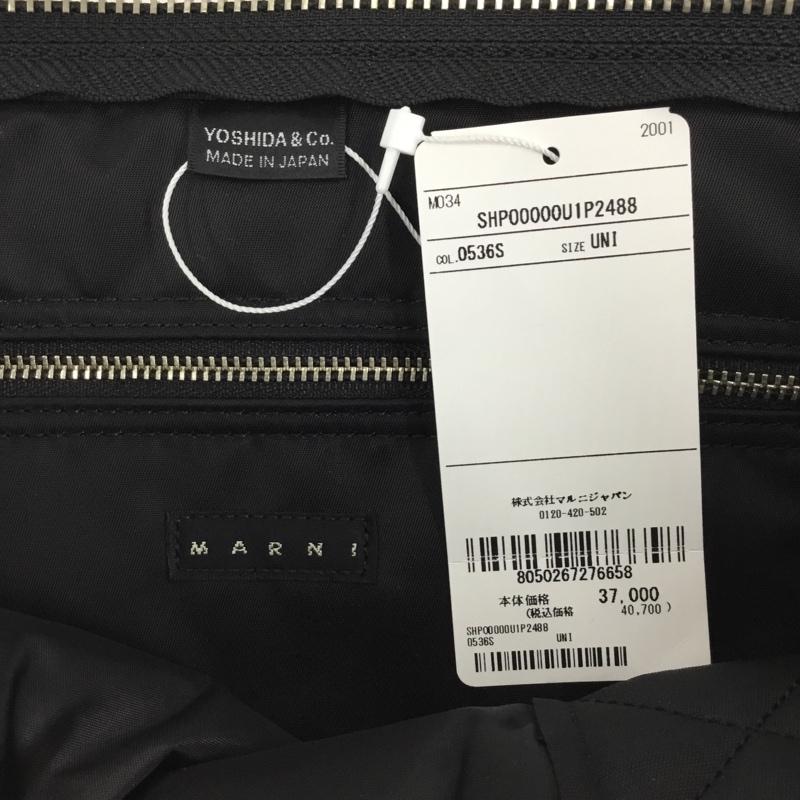 YOSHIDA & Co.
MADE IN JAPAN
2001
M034
SHP00000U1P2488
COL.0536S SIZE UNI
株式会社マルニジャパン
0120-420-502
8050267276658
本体価格 37,000
(税込価格 40,700 )
SHP00000U1P2488
0536S UNI
MARNI